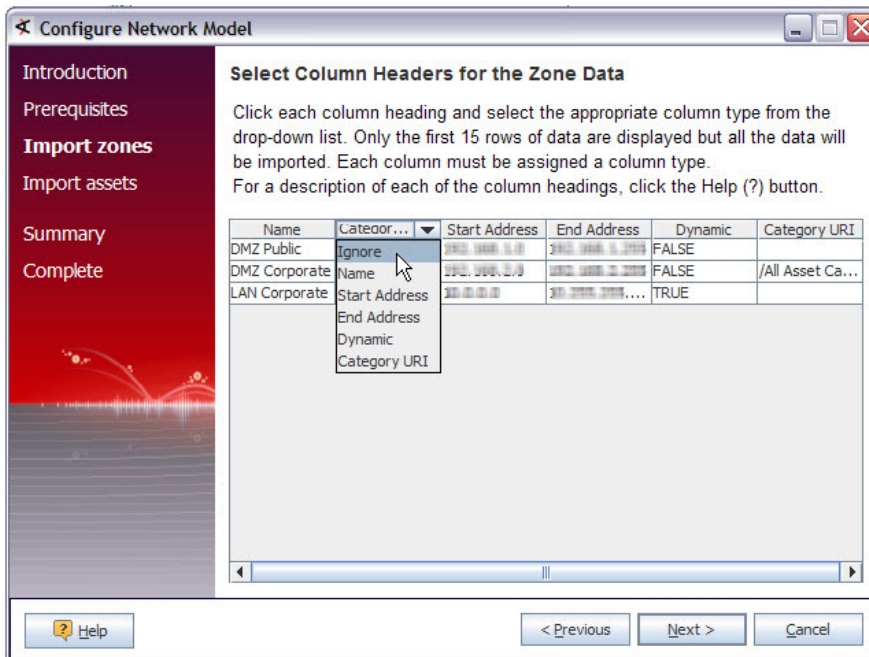 Configure Network Model
Introduction
Prerequisites
Import zones
Import assets
Summary
Complete
Select Column Headers for the Zone Data
Click each column heading and select the appropriate column type from the
drop-down list. Only the first 15 rows of data are displayed but all the data will
be imported. Each column must be assigned a column type.
For a description of each of the column headings, click the Help (?) button.
Name Categor... Start Address End Address Dynamic Category URI
DMZ Public FALSE
DMZ Corporate FALSE /All Asset Ca...
LAN Corporate TRUE
Ignore
Name
Start Address
End Address
Dynamic
Category URI
Help < Previous Next > Cancel